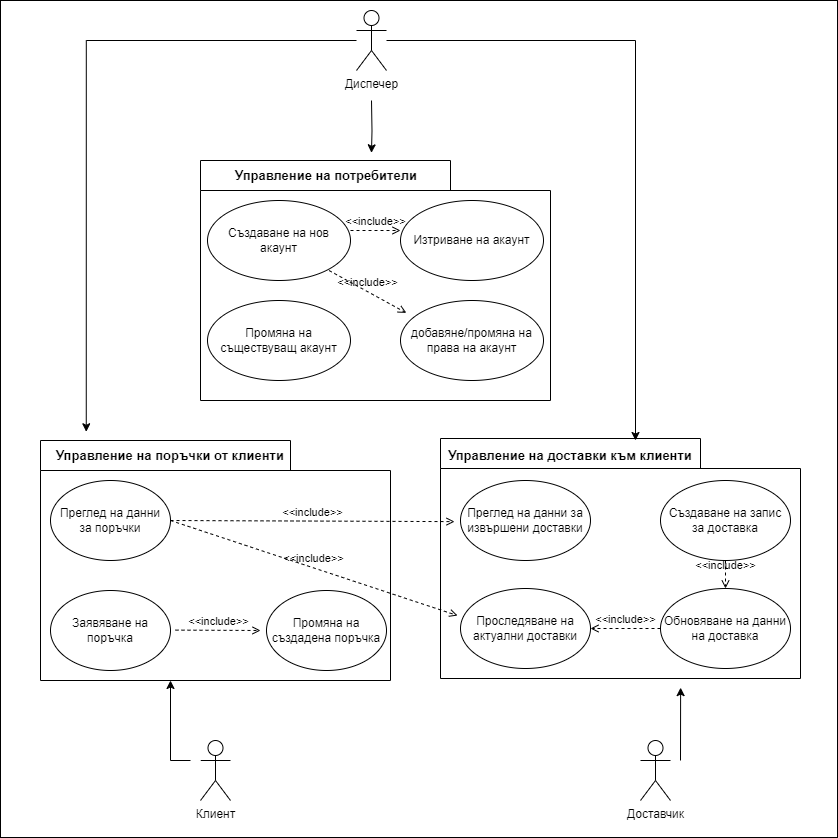 Диспечер
Управление на потребители
Създаване на нов
акаунт
<<include>>
Изтриване на акаунт
<<include>>
Промяна на
съществуващ акаунт
добавяне/промяна на
права на акаунт
Управление на поръчки от клиенти
Преглед на данни
за поръчки
<<include>>
<<include>>
Заявяване на
поръчка
<<include>>
Промяна на
създадена поръчка
Управление на доставки към клиенти
Преглед на данни за
извършени доставки
Създаване на запис
за доставка
<<include>>
Проследяване на
актуални доставки
<<include>>
Обновяване на данни
на доставка
Клиент
Доставчик